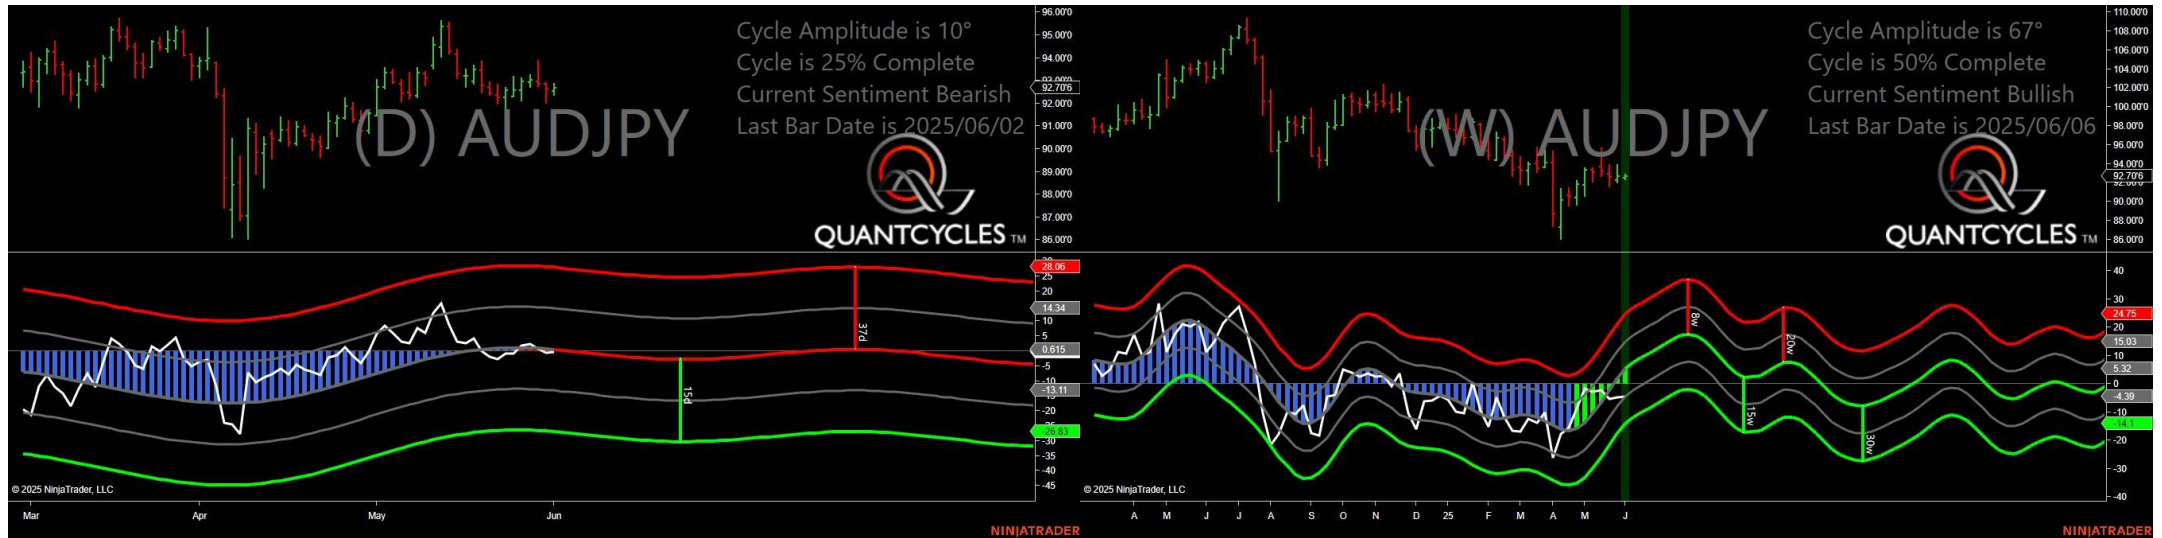 Cycle Amplitude is 10°
Cycle is 25% Complete
Current Sentiment Bearish
Last Bar Date is 2025/06/02
(D) AUDJPY
QUANTCYCLES TM
96.00'0
95.00'0
94.00'0
92.70'6
92.00'0
91.00'0
90.00'0
89.00'0
88.00'0
87.00'0
86.00'0
28.06
25
20
14.34
10
5
0.615
-5
-10
-13.11
-20
-26.83
-30
-35
-40
-45
37d
15d
© 2025 NinjaTrader, LLC
Mar Apr May Jun
NINJATRADER
Cycle Amplitude is 67°
Cycle is 50% Complete
Current Sentiment Bullish
Last Bar Date is 2025/06/06
(W) AUDJPY
QUANTCYCLES TM
110.00'0
108.00'0
106.00'0
104.00'0
102.00'0
100.00'0
98.00'0
96.00'0
94.00'0
92.70'6
90.00'0
88.00'0
86.00'0
40
30
24.75
20
15.03
10
5.32
0
-4.39
-10
-14.1
-20
-30
-40
8w
20w
15w
30w
© 2025 NinjaTrader, LLC
A M J J A S O N D 25 F M A M J
NINJATRADER